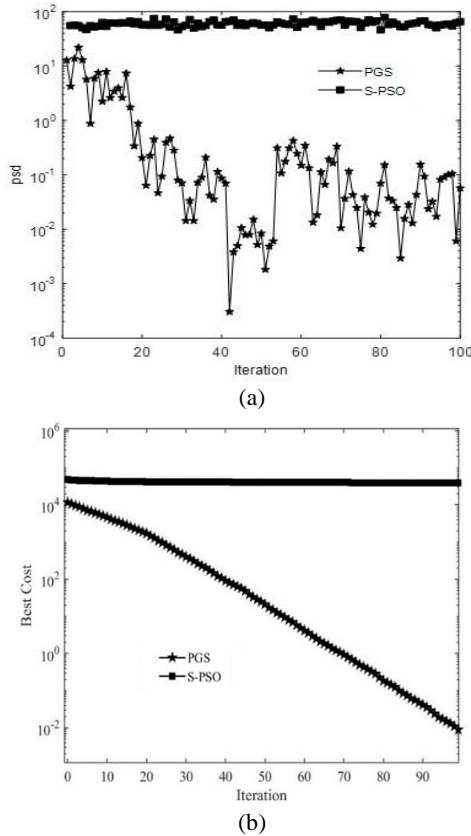 10^2
10^1
10^0
10^-1
10^-2
10^-3
10^-4
psd
PGS
S-PSO
0 20 40 60 80 100
Iteration
(a)
10^6
10^4
10^2
10^0
10^-2
Best Cost
PGS
S-PSO
0 10 20 30 40 50 60 70 80 90
Iteration
(b)